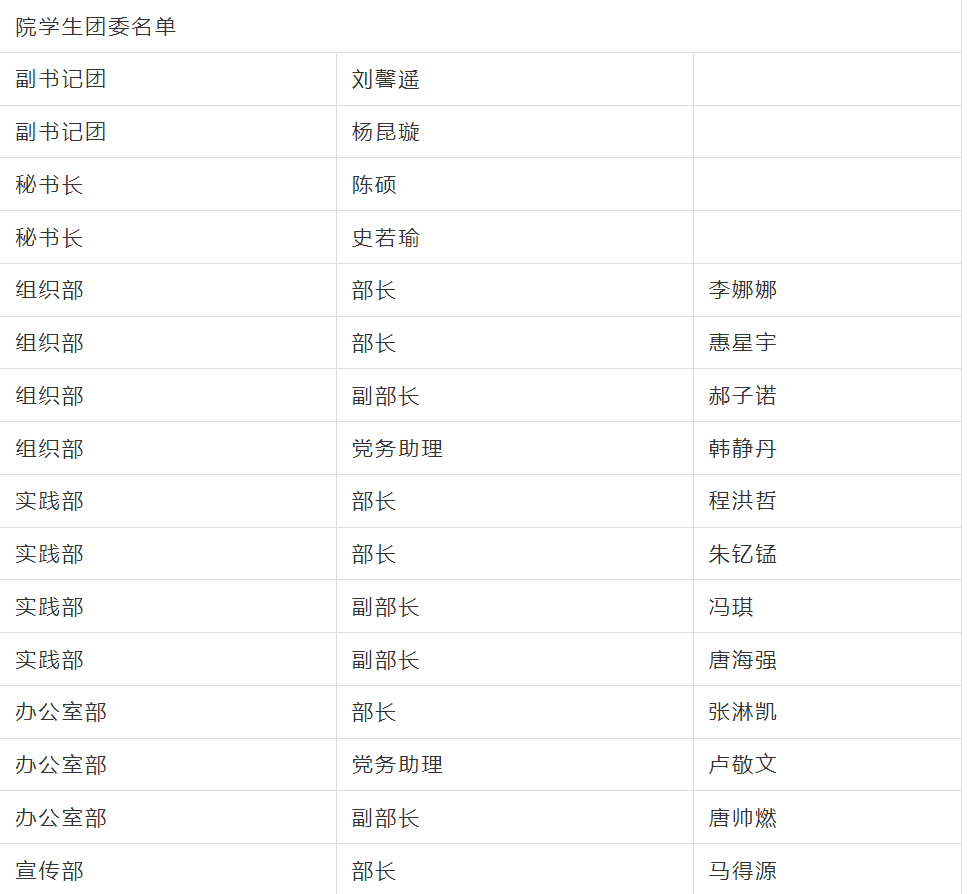 院学生团委名单
副书记团 刘馨遥
副书记团 杨昆璇
秘书长 陈硕
秘书长 史若瑜
组织部 部长 李娜娜
组织部 部长 惠星宇
组织部 副部长 郝子诺
组织部 党务助理 韩静丹
实践部 部长 程洪哲
实践部 部长 朱钇锰
实践部 副部长 冯琪
实践部 副部长 唐海强
办公室部 部长 张淋凯
办公室部 党务助理 卢敬文
办公室部 副部长 唐帅燃
宣传部 部长 马得源